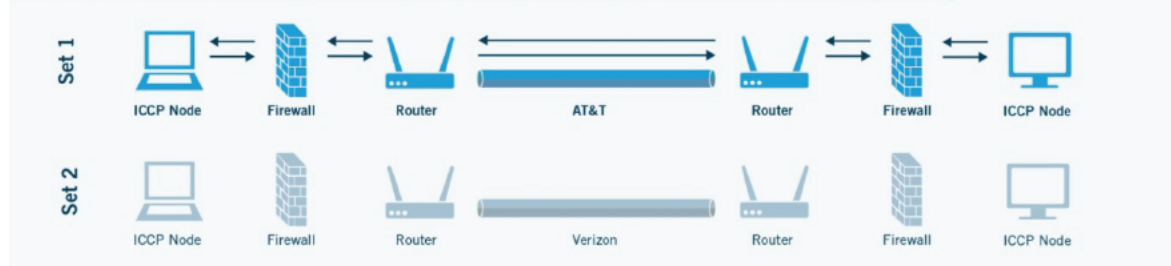 Set 1
ICCP Node Firewall Router AT&T Router Firewall ICCP Node
Set 2
ICCP Node Firewall Router Verizon Router Firewall ICCP Node